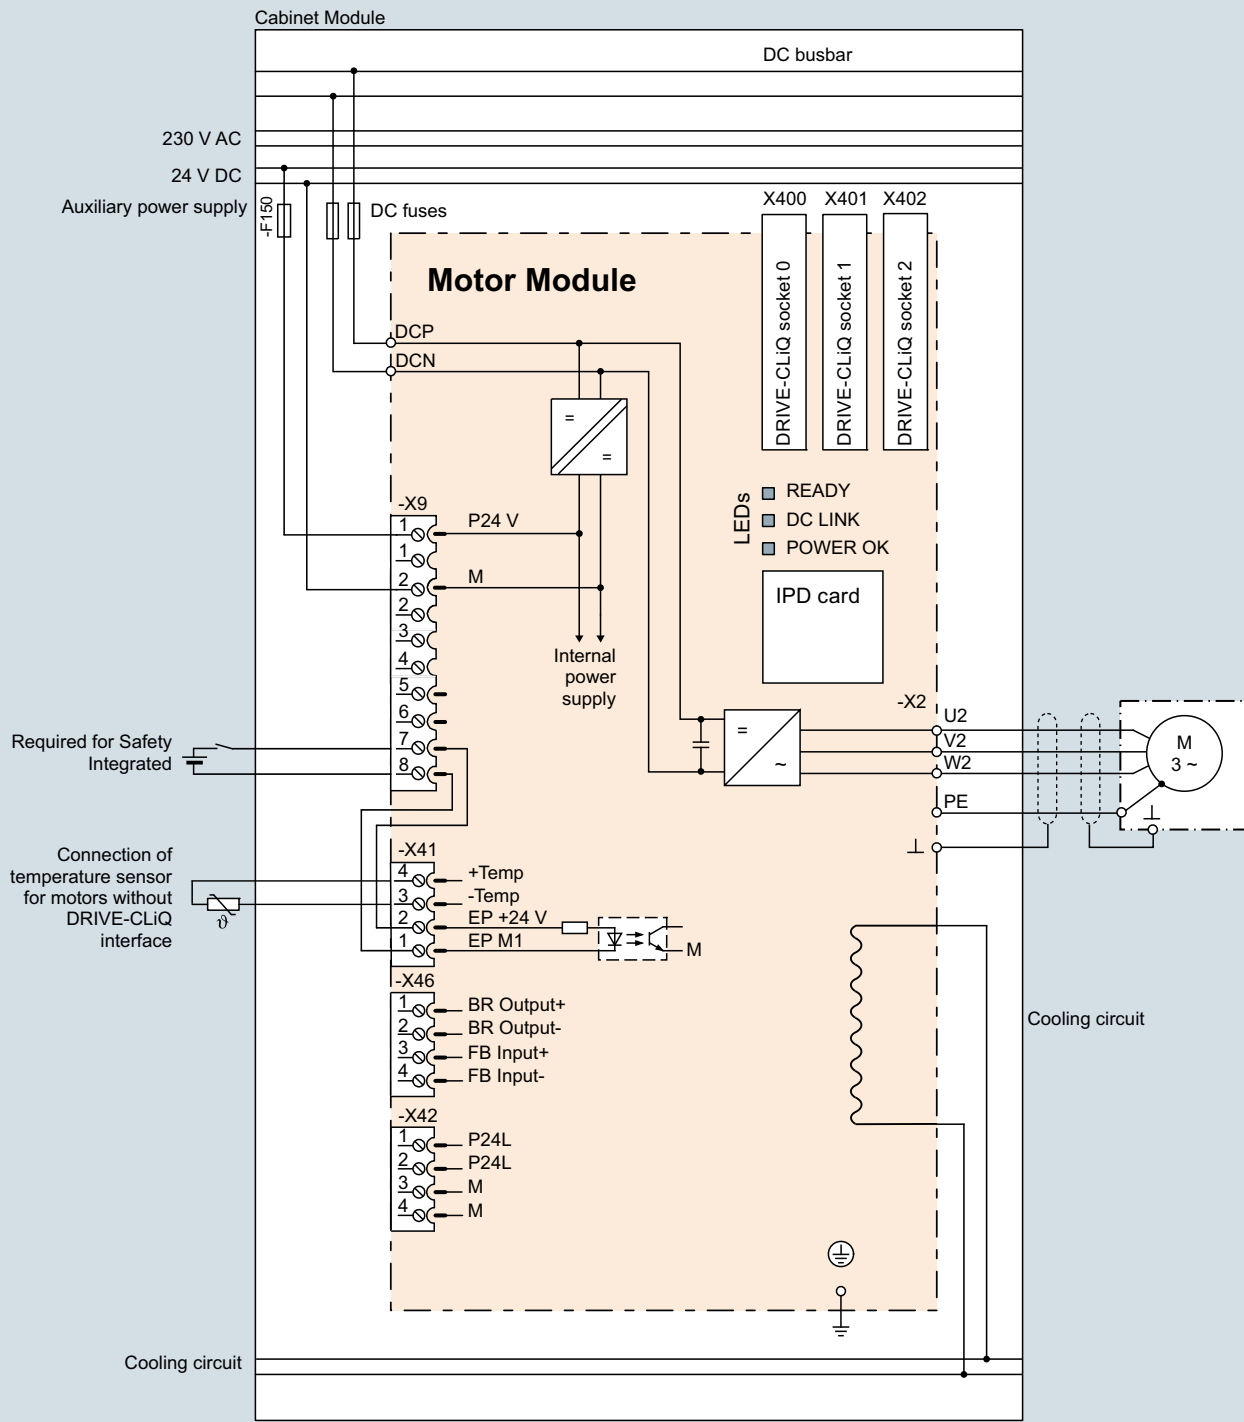 Cabinet Module
DC busbar
230 V AC
24 V DC
Auxiliary power supply
-F150
DC fuses
X400
X401
X402
DRIVE-CLiQ socket 0
DRIVE-CLiQ socket 1
DRIVE-CLiQ socket 2
Motor Module
DCP
DCN
=
=
LEDs
READY
DC LINK
POWER OK
IPD card
-X9
1
1
2
2
3
4
5
6
7
8
P24 V
M
Internal
power
supply
-X2
=
~
U2
V2
W2
PE
M
3 ~
Required for Safety
Integrated
Connection of
temperature sensor
for motors without
DRIVE-CLiQ
interface
ϑ
-X41
4 +Temp
3 -Temp
2 EP +24 V
1 EP M1
M
-X46
1 BR Output+
2 BR Output-
3 FB Input+
4 FB Input-
-X42
1 P24L
2 P24L
3 M
4 M
Cooling circuit
Cooling circuit